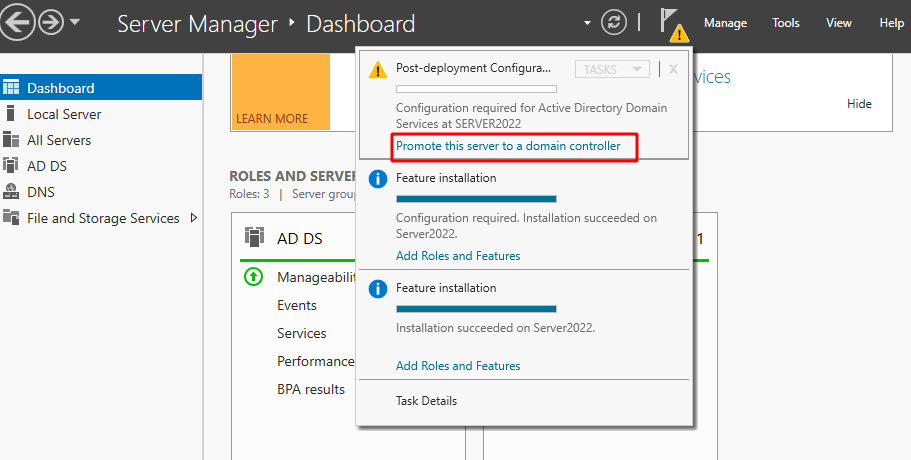 Server Manager • Dashboard
Manage Tools View Help
Dashboard
Local Server
All Servers
AD DS
DNS
File and Storage Services
LEARN MORE
Hide
ROLES AND SERVER
Roles: 3 | Server group
AD DS
1
Manageability
Events
Services
Performance
BPA results
Post-deployment Configura...
TASKS
X
Configuration required for Active Directory Domain
Services at SERVER2022
Promote this server to a domain controller
Feature installation
Configuration required. Installation succeeded on
Server2022.
Add Roles and Features
Feature installation
Installation succeeded on Server2022.
Add Roles and Features
Task Details